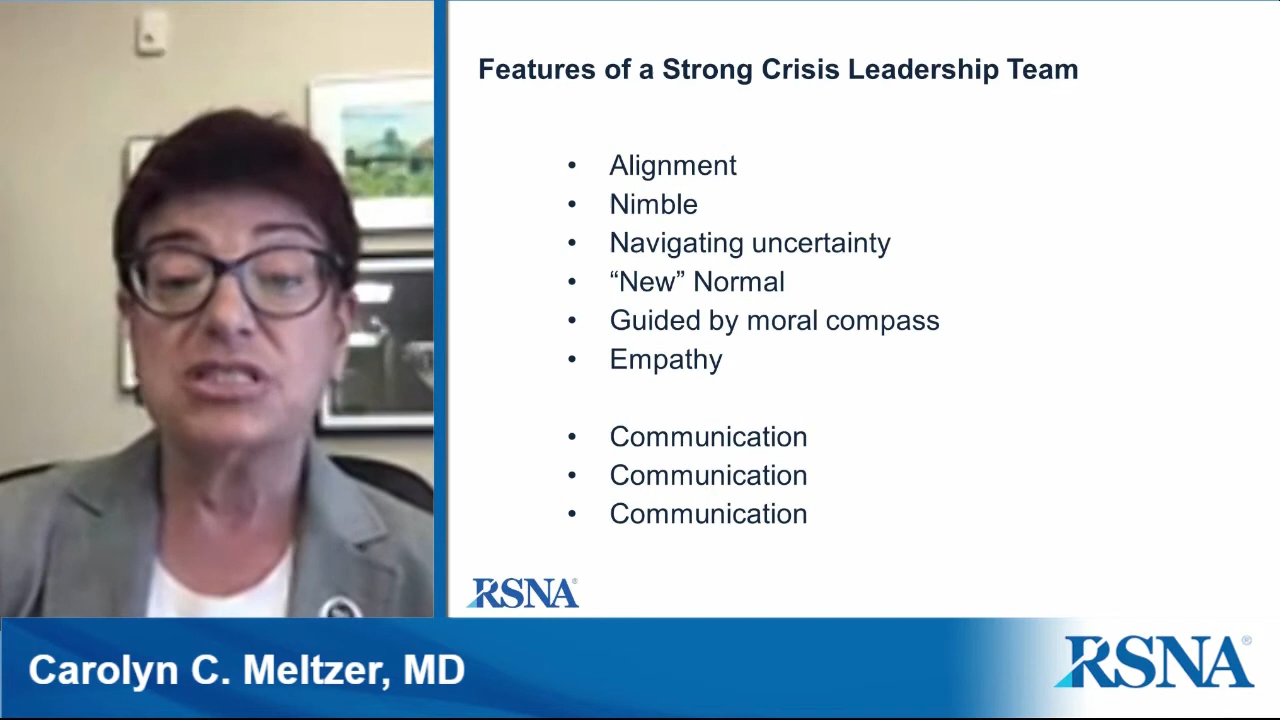 Features of a Strong Crisis Leadership Team
• Alignment
• Nimble
• Navigating uncertainty
• “New” Normal
• Guided by moral compass
• Empathy
• Communication
• Communication
• Communication
RSNA®
Carolyn C. Meltzer, MD
RSNA®